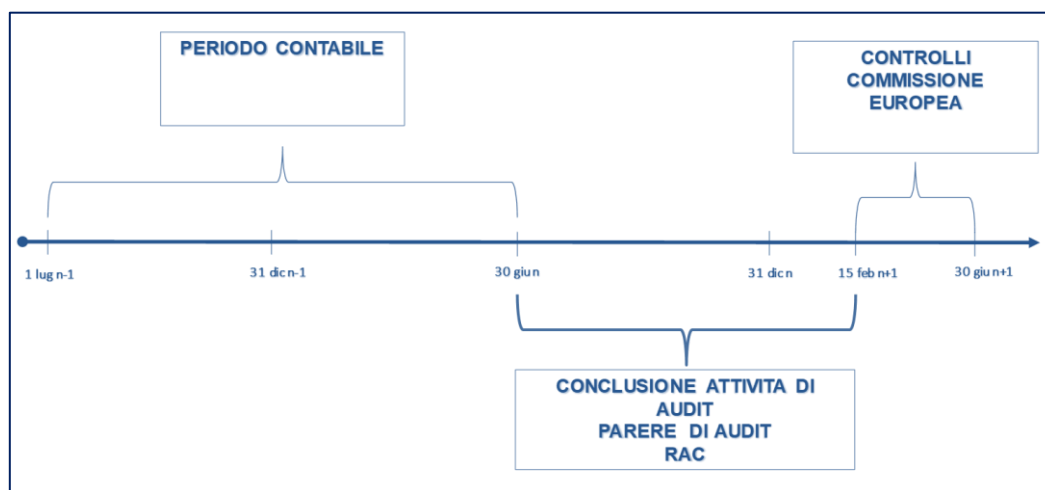 PERIODO CONTABILE
CONTROLLI
COMMISSIONE
EUROPEA
1 lug n-1
31 dic n-1
30 giu n
31 dic n
15 feb n+1
30 giu n+1
CONCLUSIONE ATTIVITA DI
AUDIT
PARERE DI AUDIT
RAC